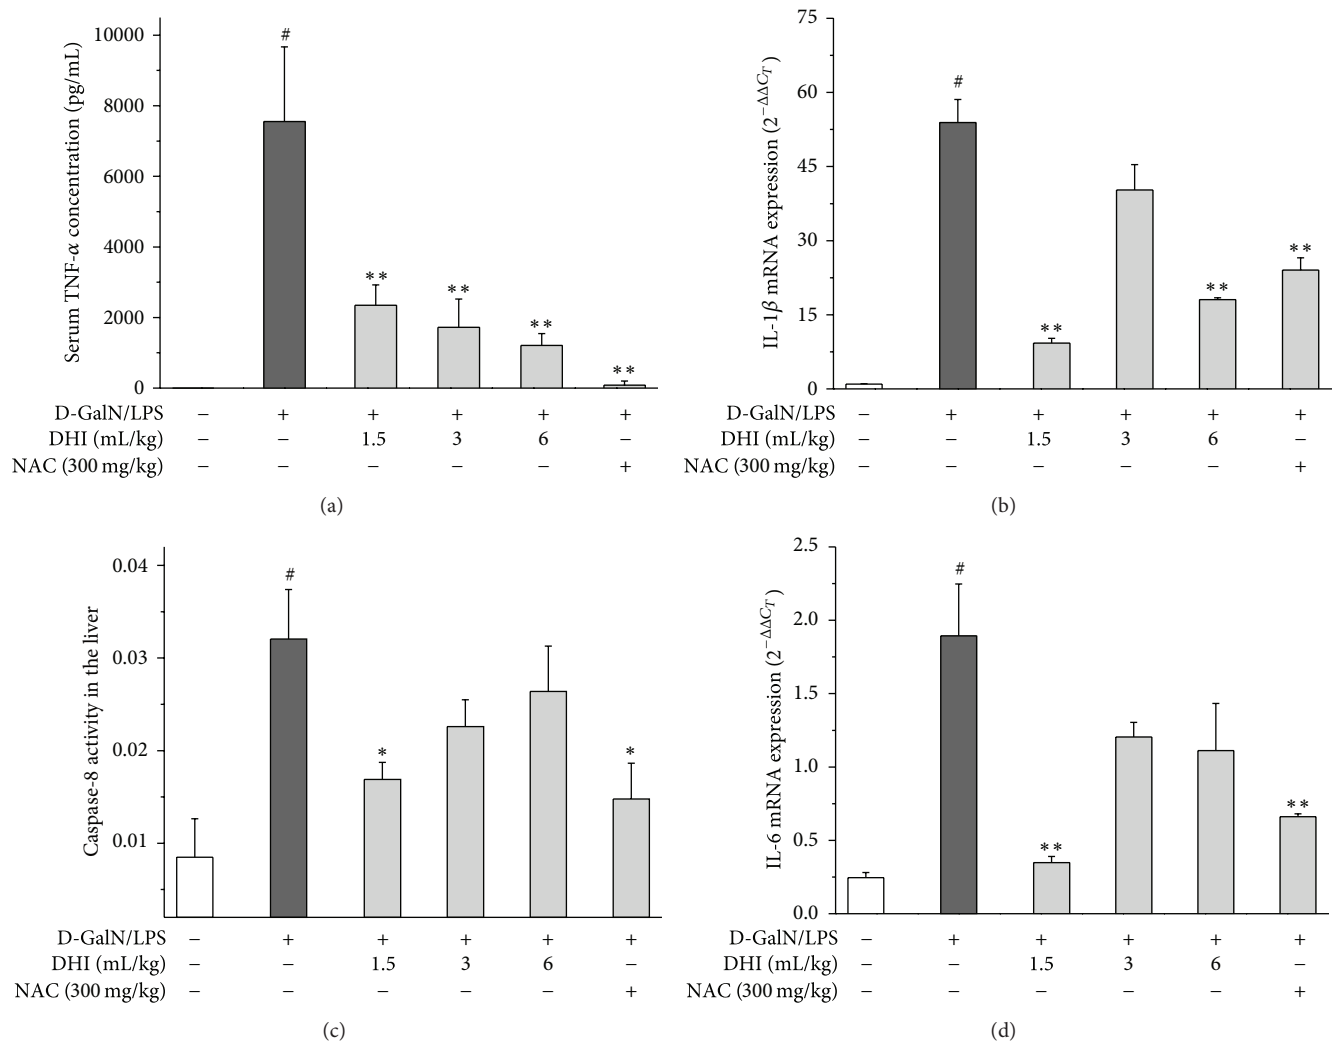 10000
8000
6000
4000
2000
0
Serum TNF-α concentration (pg/mL)
#
**
**
**
**
D-GalN/LPS − + + + + +
DHI (mL/kg) − − 1.5 3 6 −
NAC (300 mg/kg) − − − − − +
(a)
75
60
45
30
15
0
IL-1β mRNA expression (2^−ΔΔC_T)
#
**
**
**
D-GalN/LPS − + + + + +
DHI (mL/kg) − − 1.5 3 6 −
NAC (300 mg/kg) − − − − − +
(b)
0.04
0.03
0.02
0.01
Caspase-8 activity in the liver
#
*
*
D-GalN/LPS − + + + + +
DHI (mL/kg) − − 1.5 3 6 −
NAC (300 mg/kg) − − − − − +
(c)
2.5
2.0
1.5
1.0
0.5
0.0
IL-6 mRNA expression (2^−ΔΔC_T)
#
**
**
D-GalN/LPS − + + + + +
DHI (mL/kg) − − 1.5 3 6 −
NAC (300 mg/kg) − − − − − +
(d)